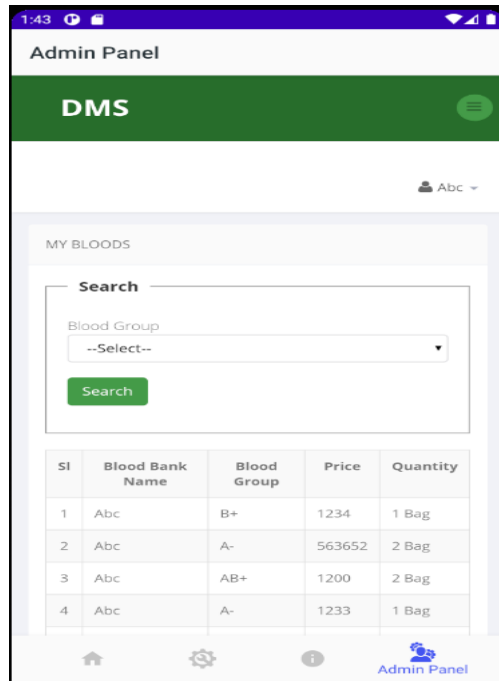 1:43
Admin Panel
DMS
Abc
MY BLOODS
Search
Blood Group
--Select--
Search
Sl Blood Bank Name Blood Group Price Quantity
1 Abc B+ 1234 1 Bag
2 Abc A- 563652 2 Bag
3 Abc AB+ 1200 2 Bag
4 Abc A- 1233 1 Bag
Admin Panel